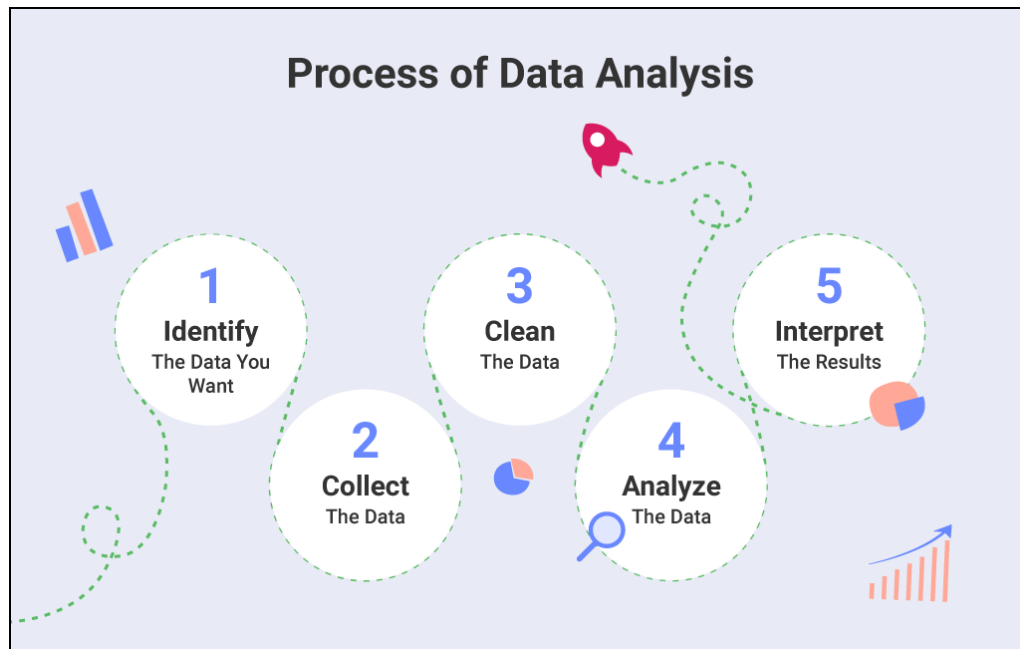 Process of Data Analysis
1
Identify
The Data You
Want
2
Collect
The Data
3
Clean
The Data
4
Analyze
The Data
5
Interpret
The Results